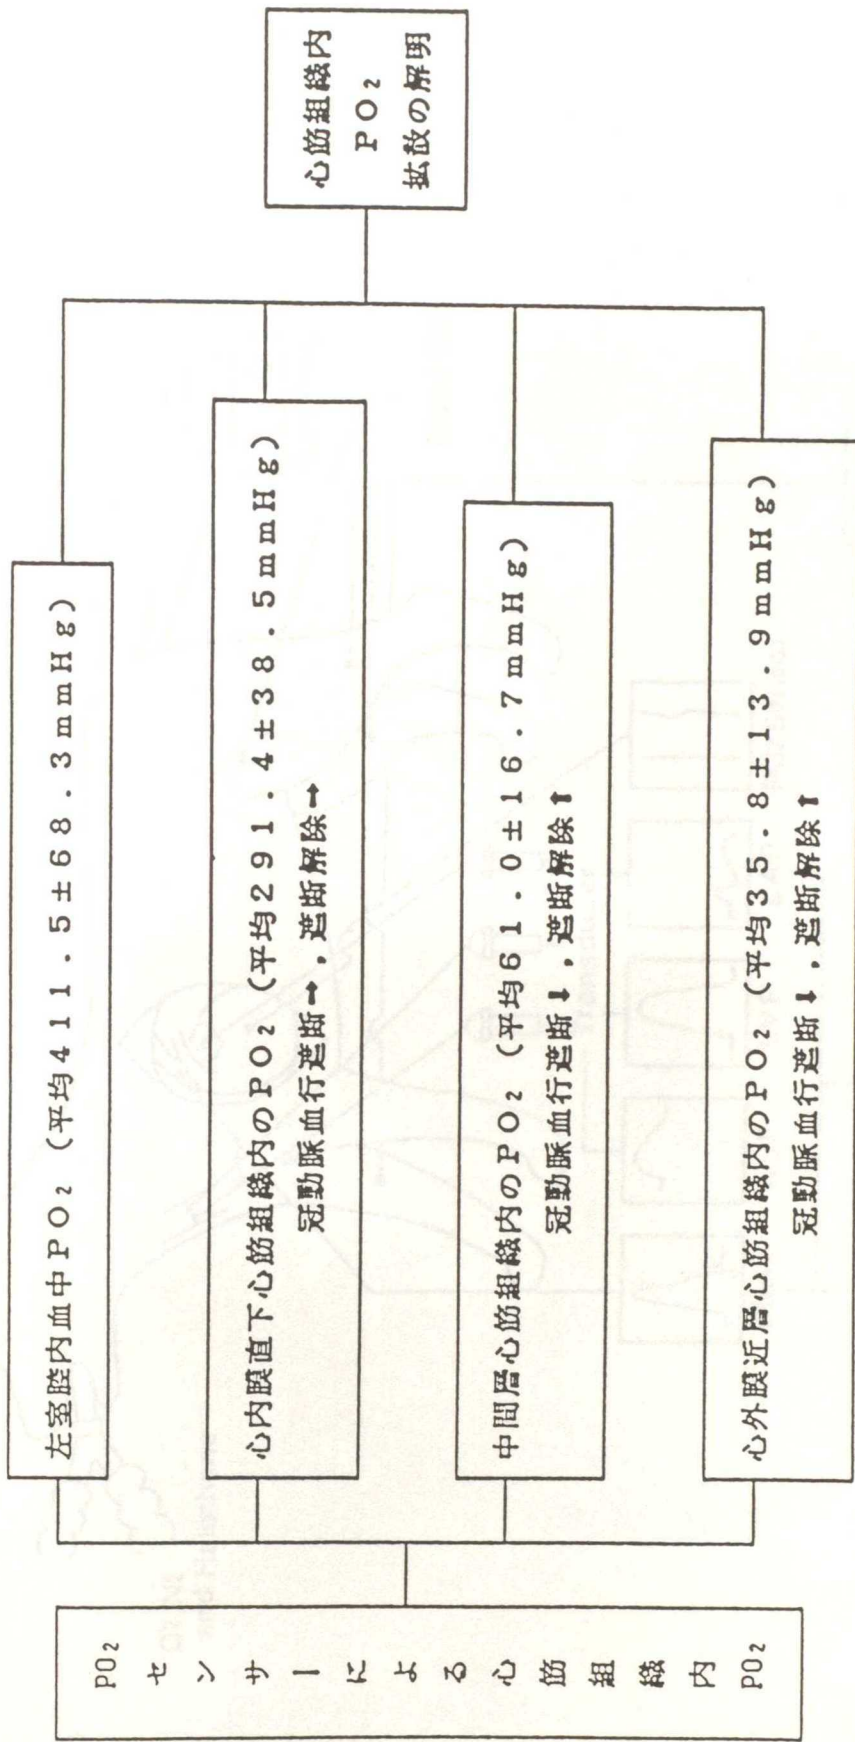 PO₂センサーによる心筋組織内PO₂
左室腔内血中PO₂（平均411.5±68.3mmHg）
心内膜直下心筋組織内のPO₂（平均291.4±38.5mmHg）
冠動脈血行遮断→，遮断解除→
中間層心筋組織内のPO₂（平均61.0±16.7mmHg）
冠動脈血行遮断⬇，遮断解除⬆
心外膜近層心筋組織内のPO₂（平均35.8±13.9mmHg）
冠動脈血行遮断⬇，遮断解除⬆
心筋組織内
PO₂
拡散の解明